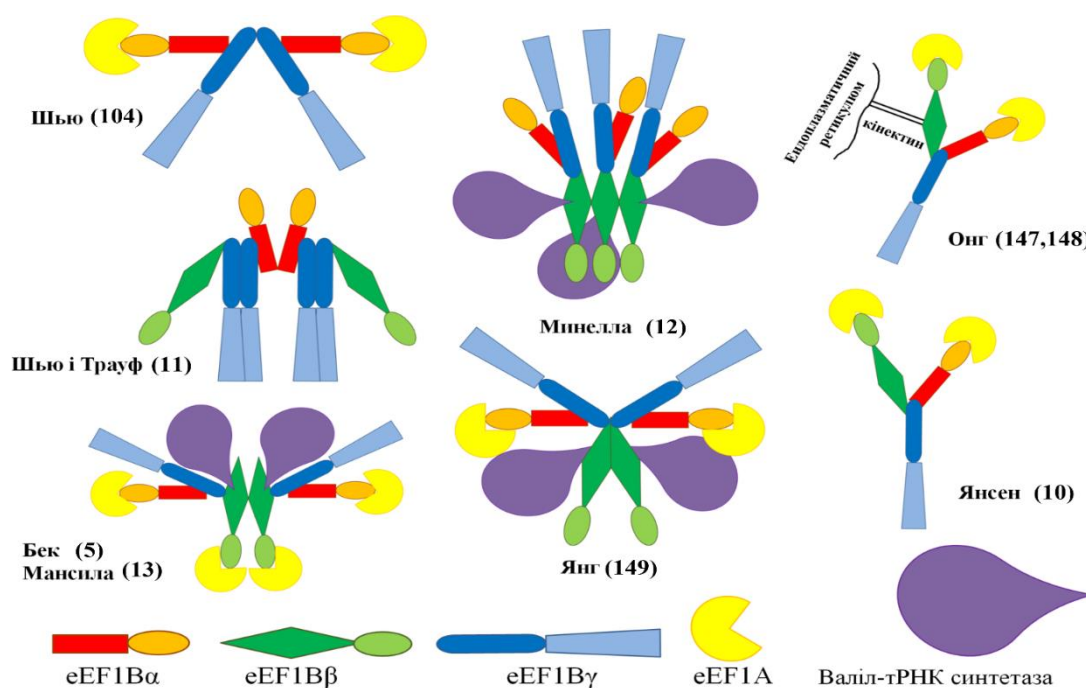 Шью (104)
Ендоплазматичний
ретикулюм
кінектин
Онг (147,148)
Минелла (12)
Шью і Трауф (11)
Янсен (10)
Бек (5)
Мансила (13)
Янг (149)
eEF1Bα
eEF1Bβ
eEF1Bγ
eEF1A
Валіл-тРНК синтетаза